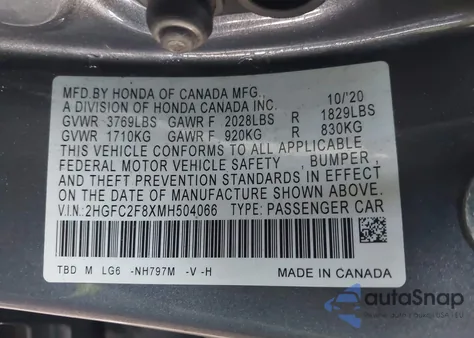 MFD.BY HONDA OF CANADA MFG., 10/'20
A DIVISION OF HONDA CANADA INC.
GVWR 3769LBS GAWR F 2028LBS R 1829LBS
GVWR 1710KG GAWR F 920KG R 830KG
THIS VEHICLE CONFORMS TO ALL APPLICABLE
FEDERAL MOTOR VEHICLE SAFETY , BUMPER ,
AND THEFT PREVENTION STANDARDS IN EFFECT
ON THE DATE OF MANUFACTURE SHOWN ABOVE.
V.I.N.: 2HGFC2F8XMH504066 TYPE: PASSENGER CAR
TBD M LG6 -NH797M -V -H MADE IN CANADA
autoSnap